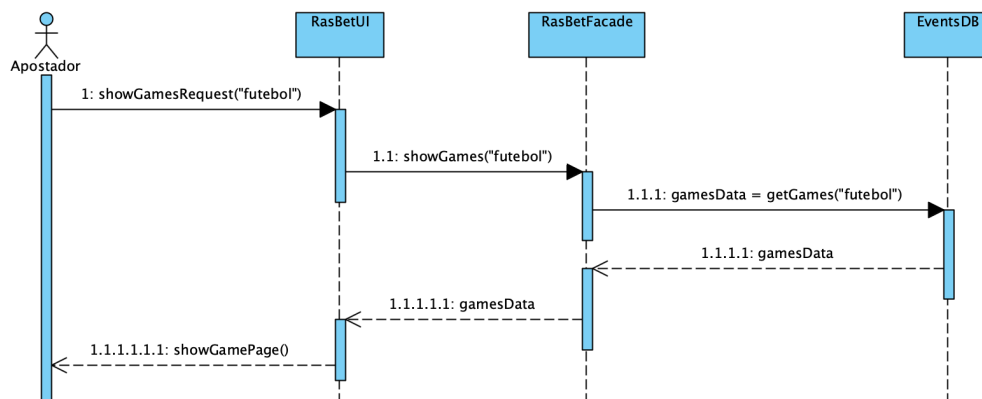 RasBetUI
RasBetFacade
EventsDB
Apostador
1: showGamesRequest("futebol")
1.1: showGames("futebol")
1.1.1: gamesData = getGames("futebol")
1.1.1.1: gamesData
1.1.1.1.1: gamesData
1.1.1.1.1.1: showGamePage()